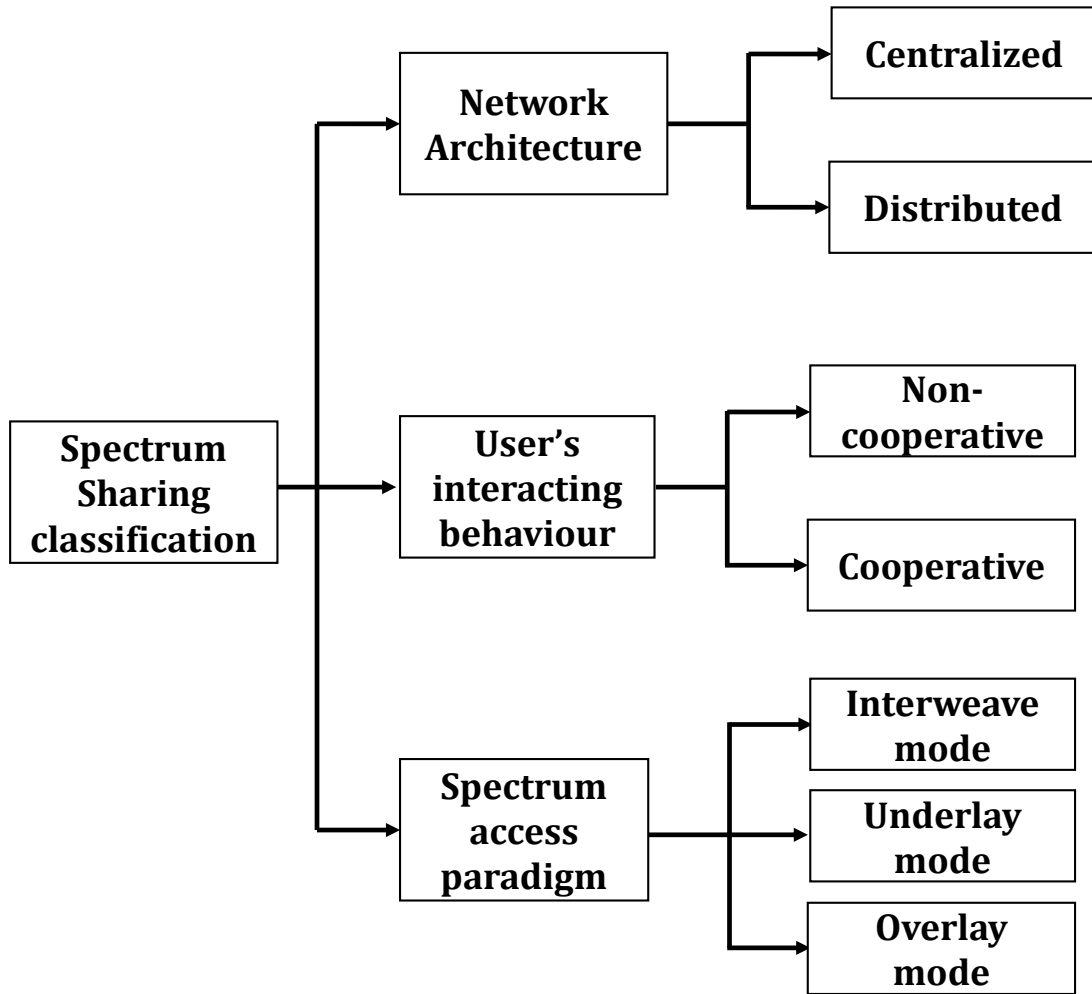 Centralized
Network
Architecture
Distributed
Non-
cooperative
Spectrum
Sharing
classification
User’s
interacting
behaviour
Cooperative
Interweave
mode
Spectrum
access
paradigm
Underlay
mode
Overlay
mode